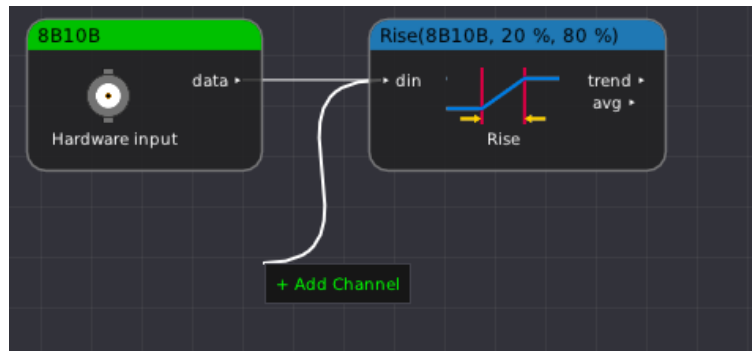 8B10B
data
Hardware input
Rise(8B10B, 20 %, 80 %)
din
trend
avg
Rise
+ Add Channel